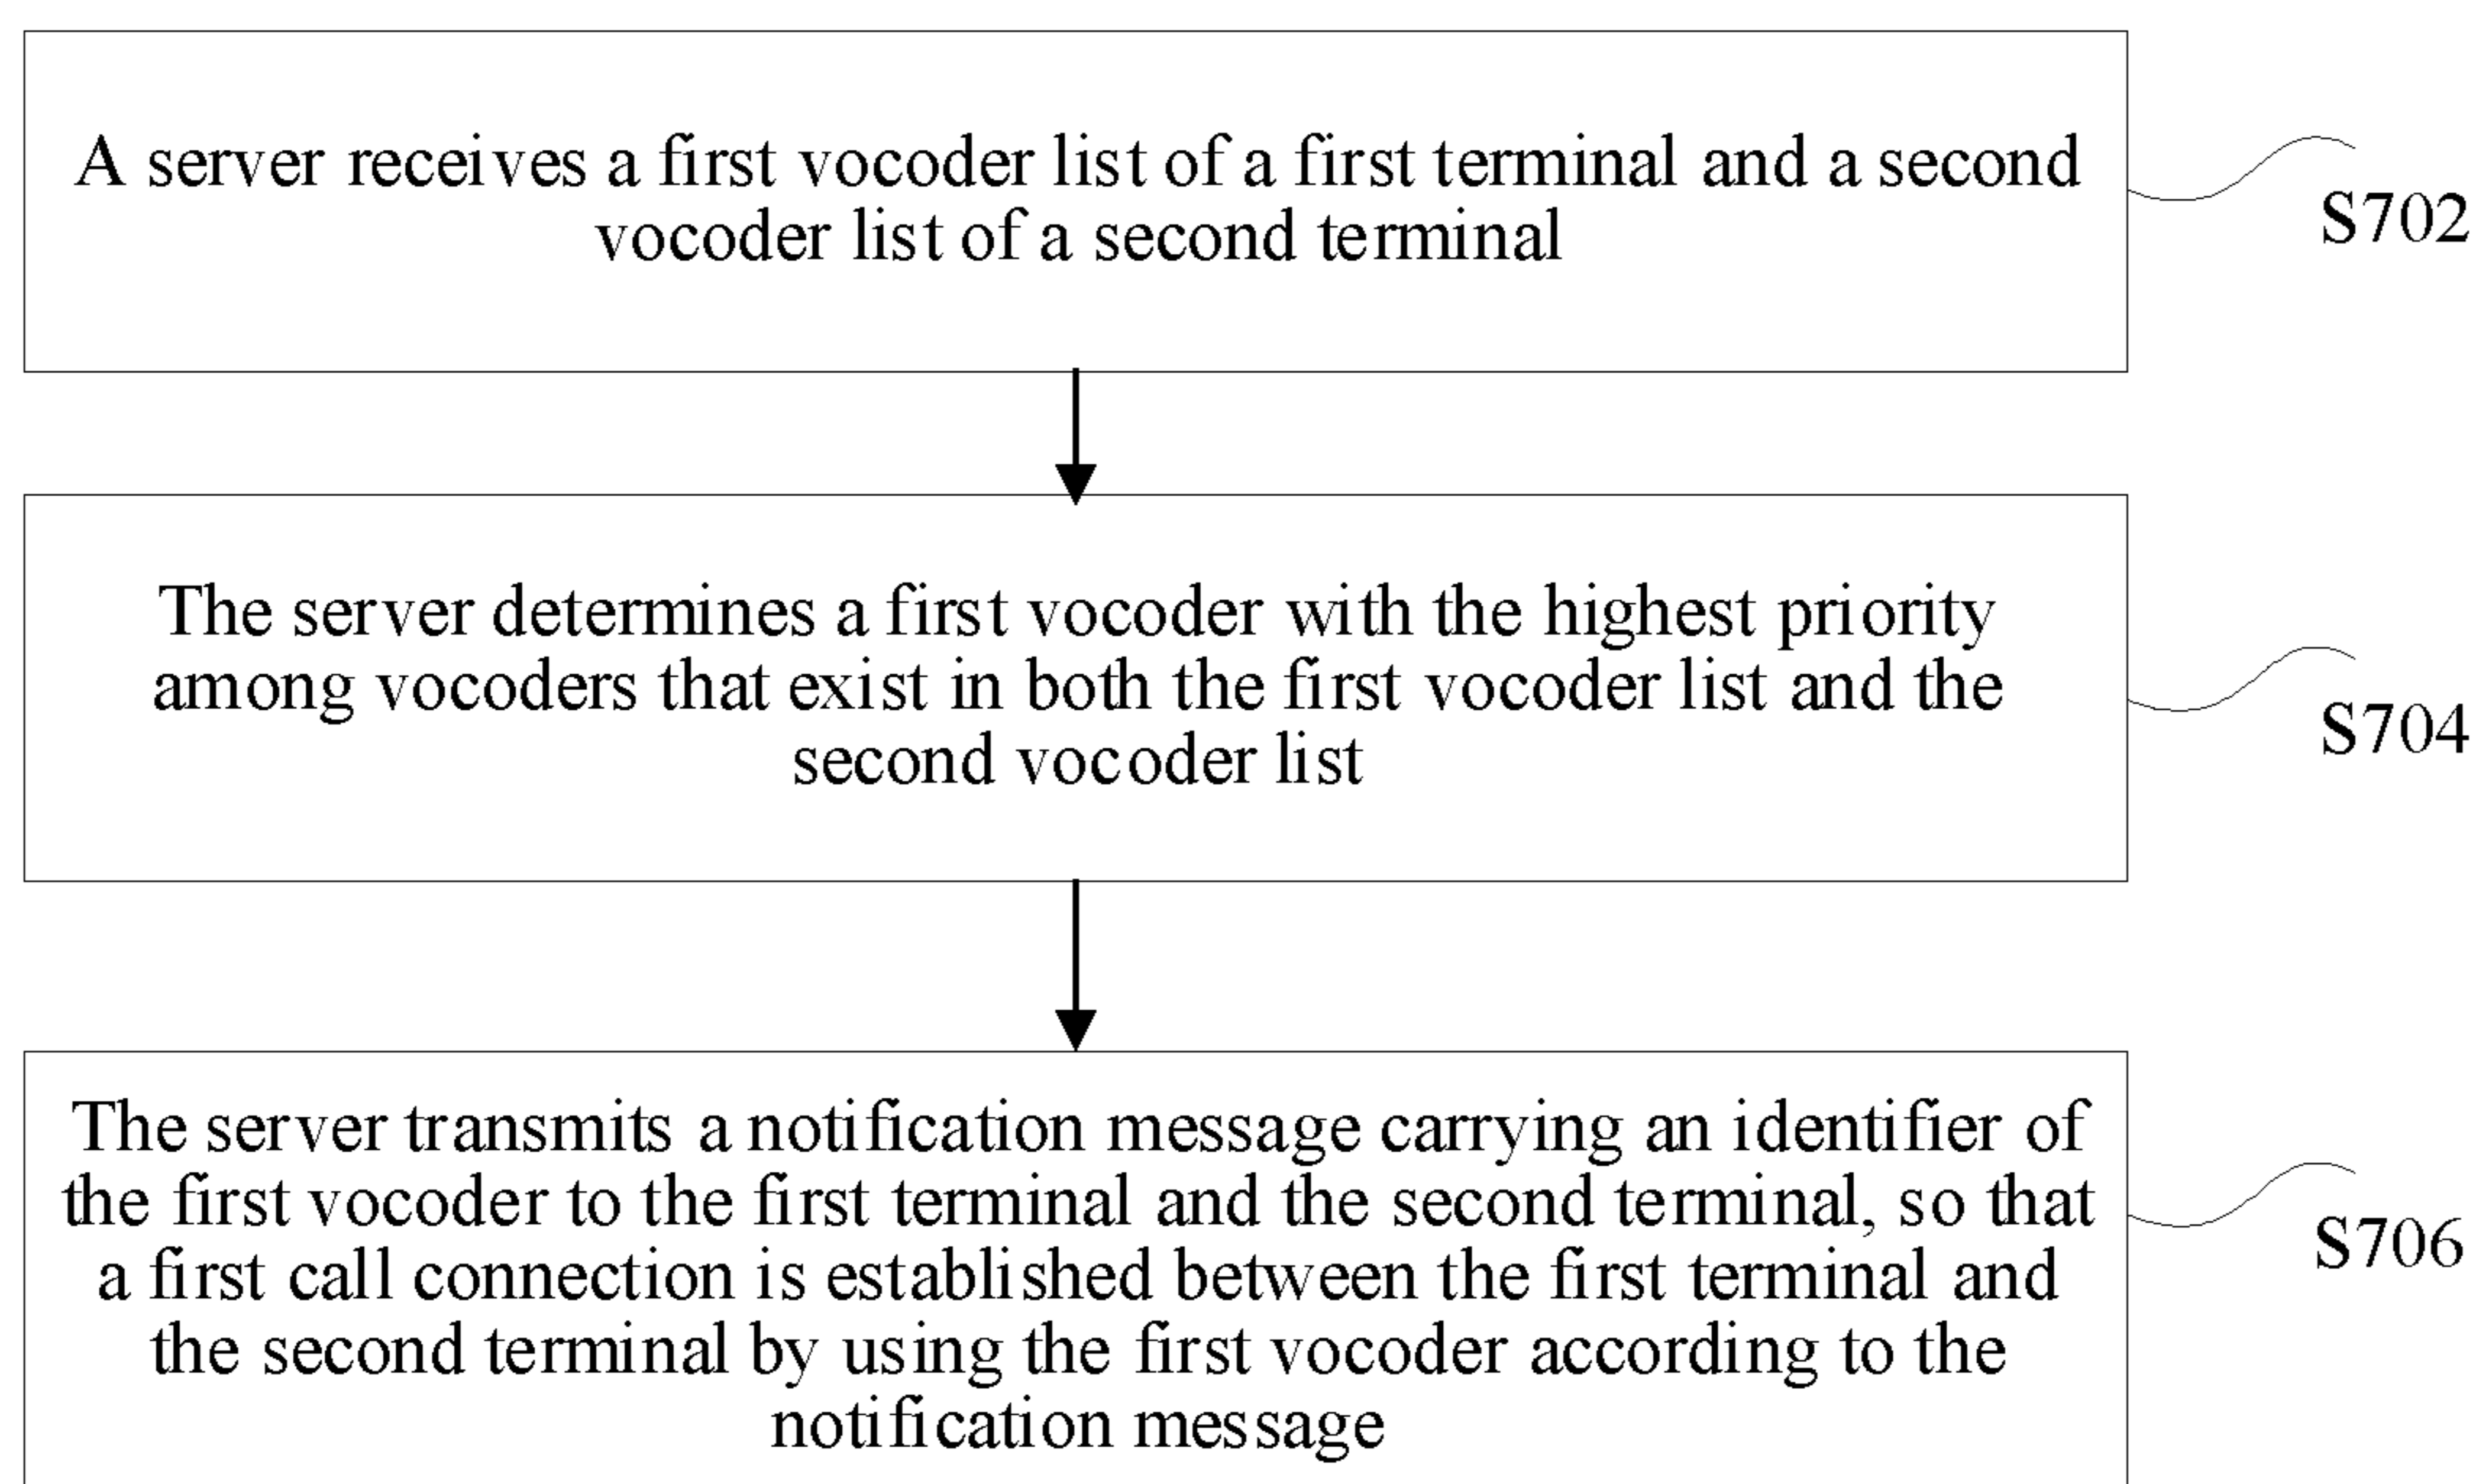 A server receives a first vocoder list of a first terminal and a second
vocoder list of a second terminal
S702
The server determines a first vocoder with the highest priority
among vocoders that exist in both the first vocoder list and the
second vocoder list
S704
The server transmits a notification message carrying an identifier of
the first vocoder to the first terminal and the second terminal, so that
a first call connection is established between the first terminal and
the second terminal by using the first vocoder according to the
notification message
S706